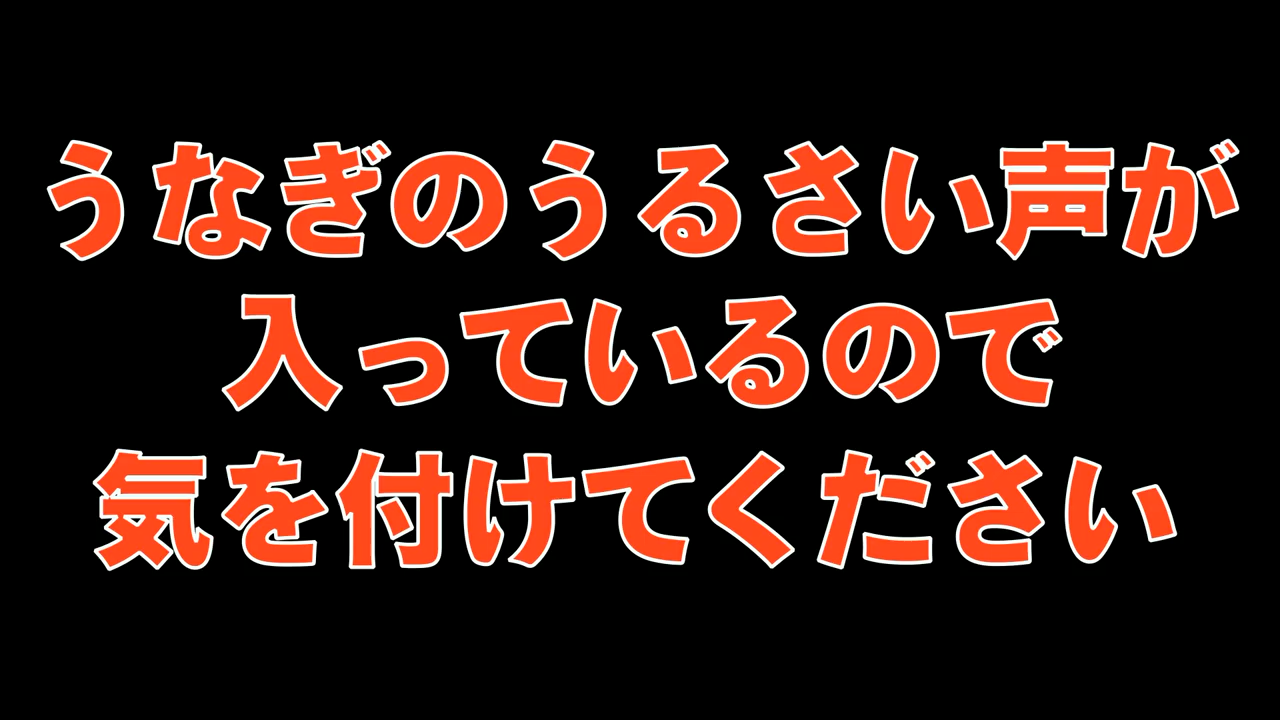 うなぎのうるさい声が
入っているので
気を付けてください